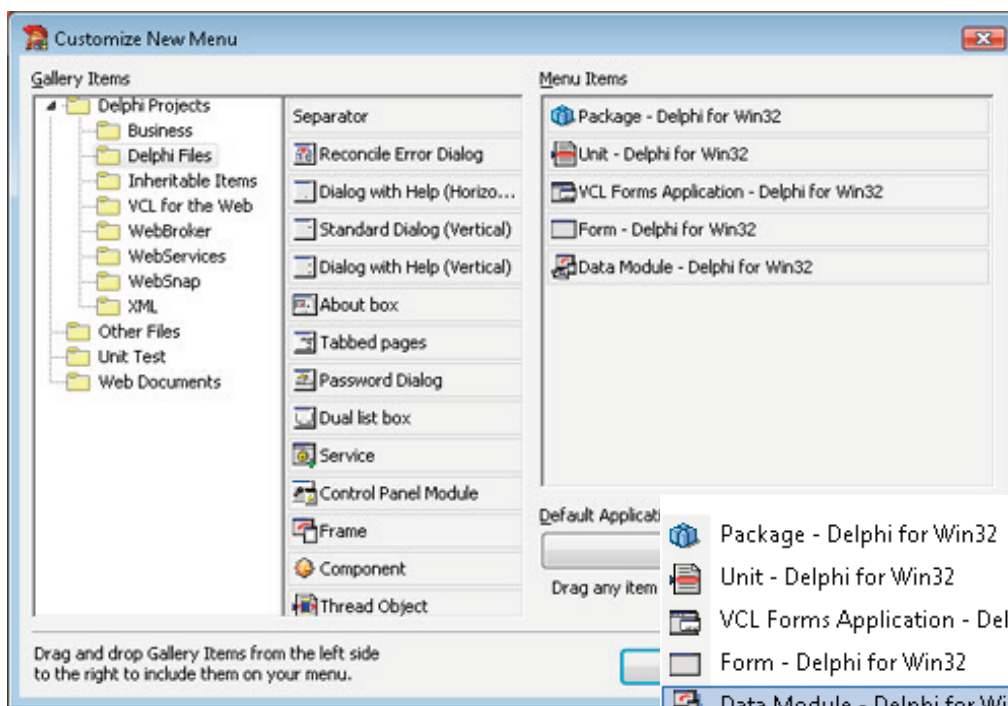 Customize New Menu
Gallery Items
Delphi Projects
Business
Delphi Files
Inheritable Items
VCL for the Web
WebBroker
WebServices
WebSnap
XML
Other Files
Unit Test
Web Documents
Separator
Reconcile Error Dialog
Dialog with Help (Horizo...
Standard Dialog (Vertical)
Dialog with Help (Vertical)
About box
Tabbed pages
Password Dialog
Dual list box
Service
Control Panel Module
Frame
Component
Thread Object
Menu Items
Package - Delphi for Win32
Unit - Delphi for Win32
VCL Forms Application - Delphi for Win32
Form - Delphi for Win32
Data Module - Delphi for Win32
Default
Drag any item
Drag and drop Gallery Items from the left side
to the right to include them on your menu.
Package - Delphi for Win32
Unit - Delphi for Win32
VCL Forms Application - Del
Form - Delphi for Win32
Data Module - Delphi for Wi